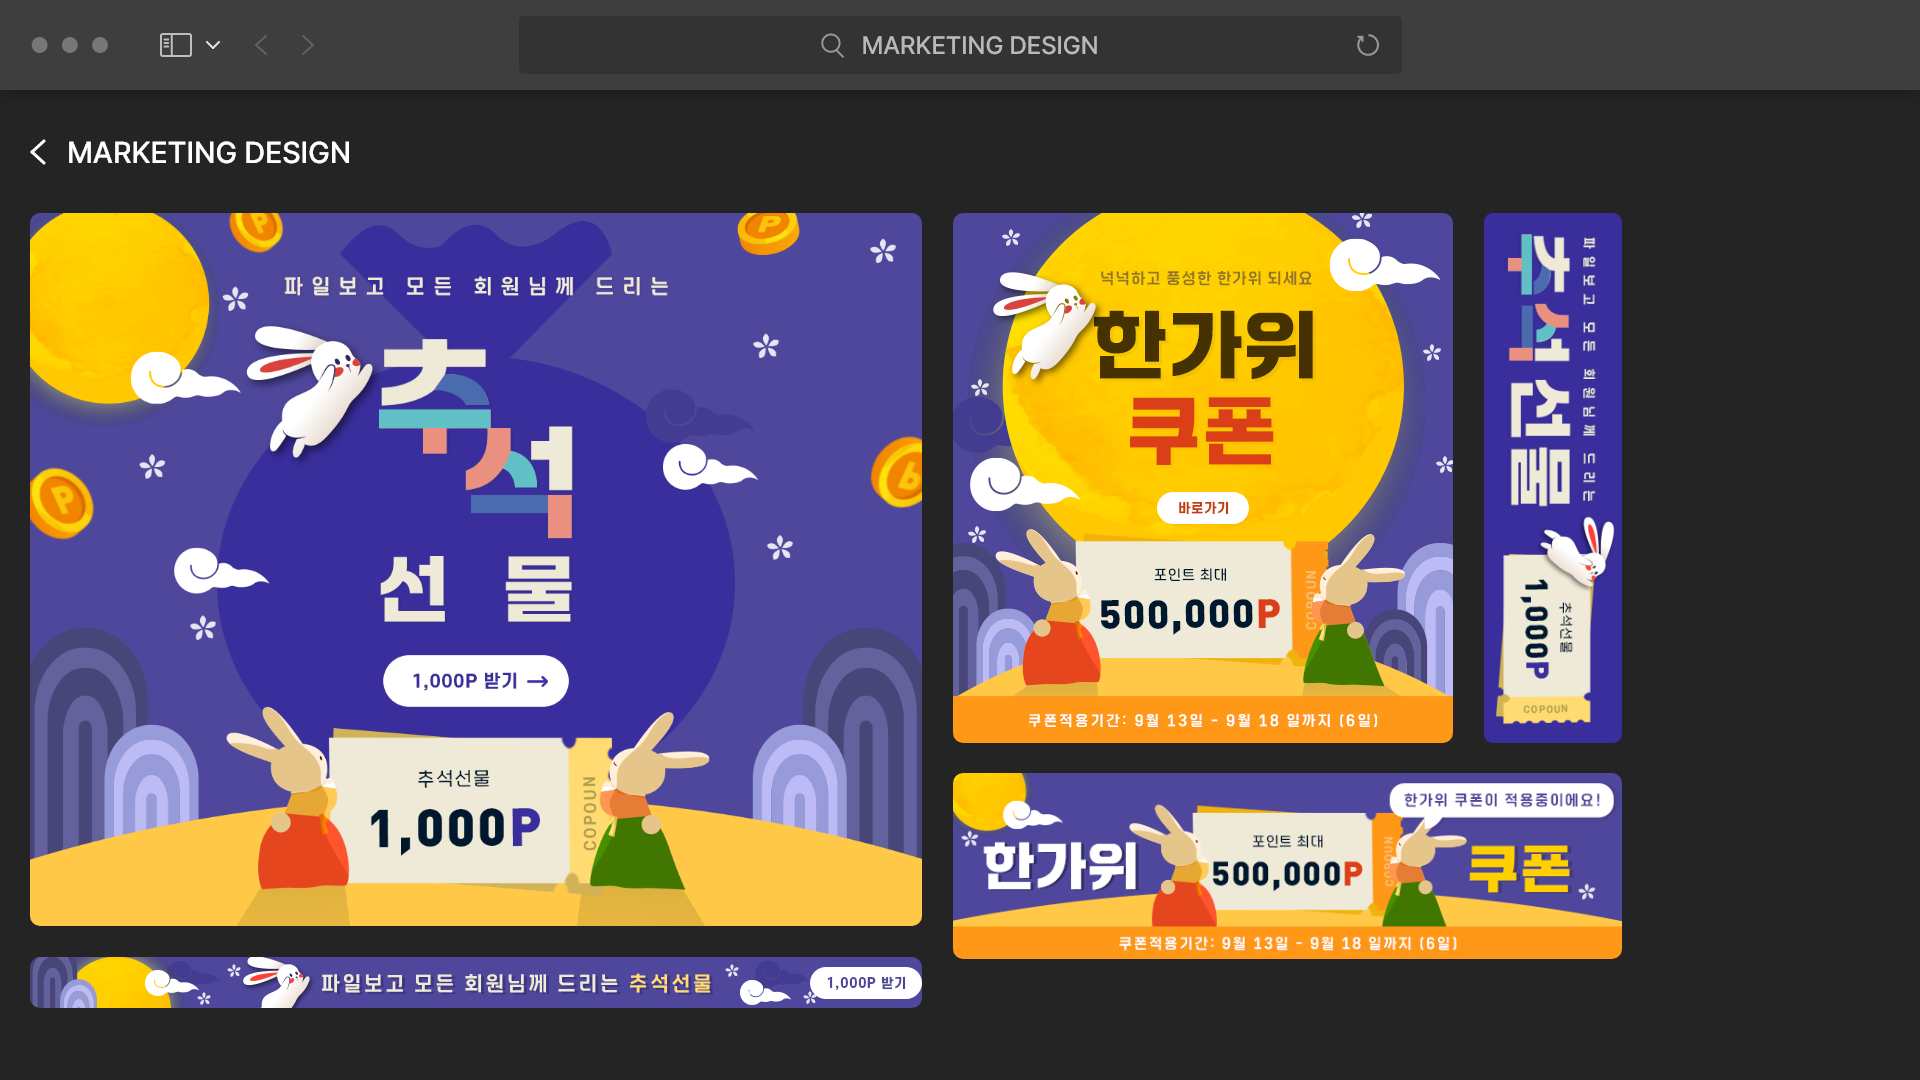 MARKETING DESIGN
MARKETING DESIGN
파일보고 모든 회원님께 드리는
추석
선물
1,000P 받기 →
추석선물
1,000P
COPOUN
P
P
P
b
파일보고 모든 회원님께 드리는 추석선물
1,000P 받기
넉넉하고 풍성한 한가위 되세요
한가위
쿠폰
바로가기
포인트 최대
500,000P
COPOUN
쿠폰적용기간: 9월 13일 - 9월 18 일까지 (6일)
파일보고 모든 회원님께 드리는
추석선물
추석선물
1,000P
COPOUN
한가위 쿠폰이 적용중이에요!
한가위
포인트 최대
500,000P
COPOUN
쿠폰
쿠폰적용기간: 9월 13일 - 9월 18 일까지 (6일)